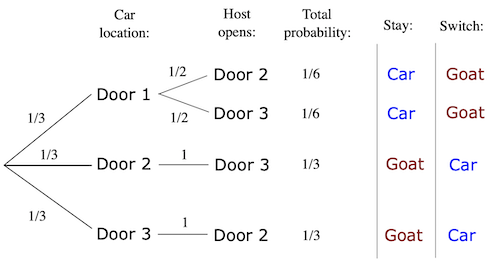 Car location: Host opens: Total probability: Stay: Switch:
1/2 Door 2 1/6 Car Goat
Door 1
1/3 1/2 Door 3 1/6 Car Goat
1/3 Door 2 1 Door 3 1/3 Goat Car
1/3 Door 3 1 Door 2 1/3 Goat Car